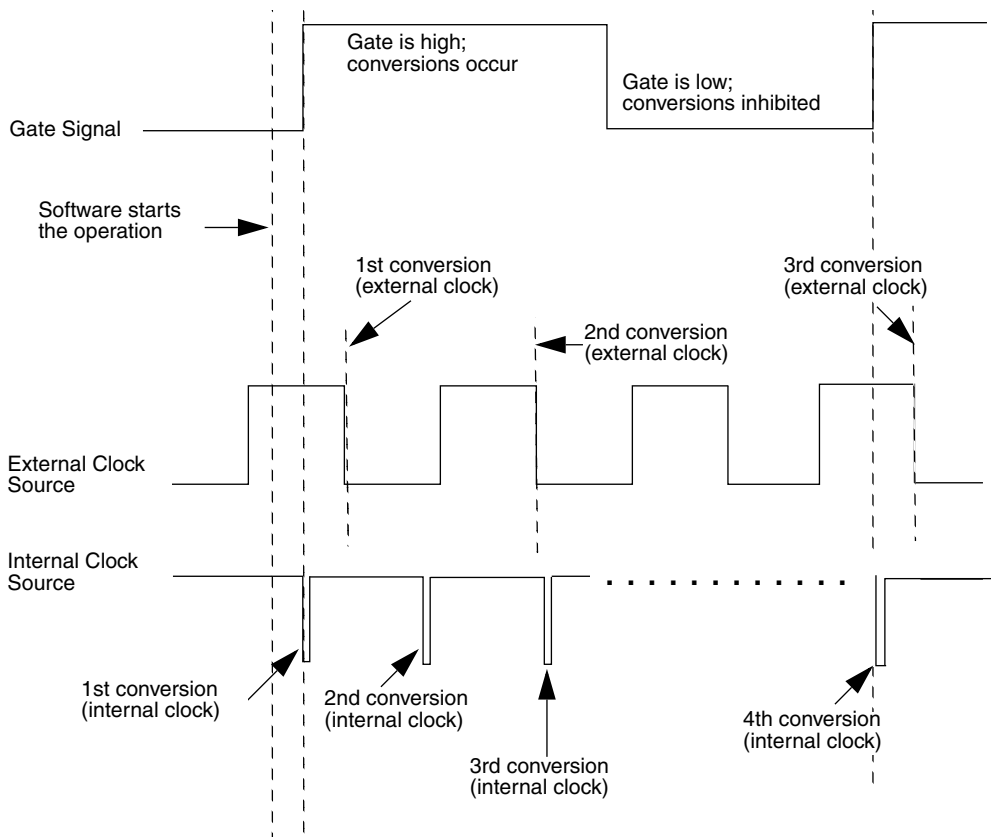 Gate is high;
conversions occur
Gate is low;
conversions inhibited
Gate Signal
Software starts
the operation
1st conversion
(external clock)
3rd conversion
(external clock)
2nd conversion
(external clock)
External Clock
Source
Internal Clock
Source
1st conversion
(internal clock)
2nd conversion
(internal clock)
3rd conversion
(internal clock)
4th conversion
(internal clock)